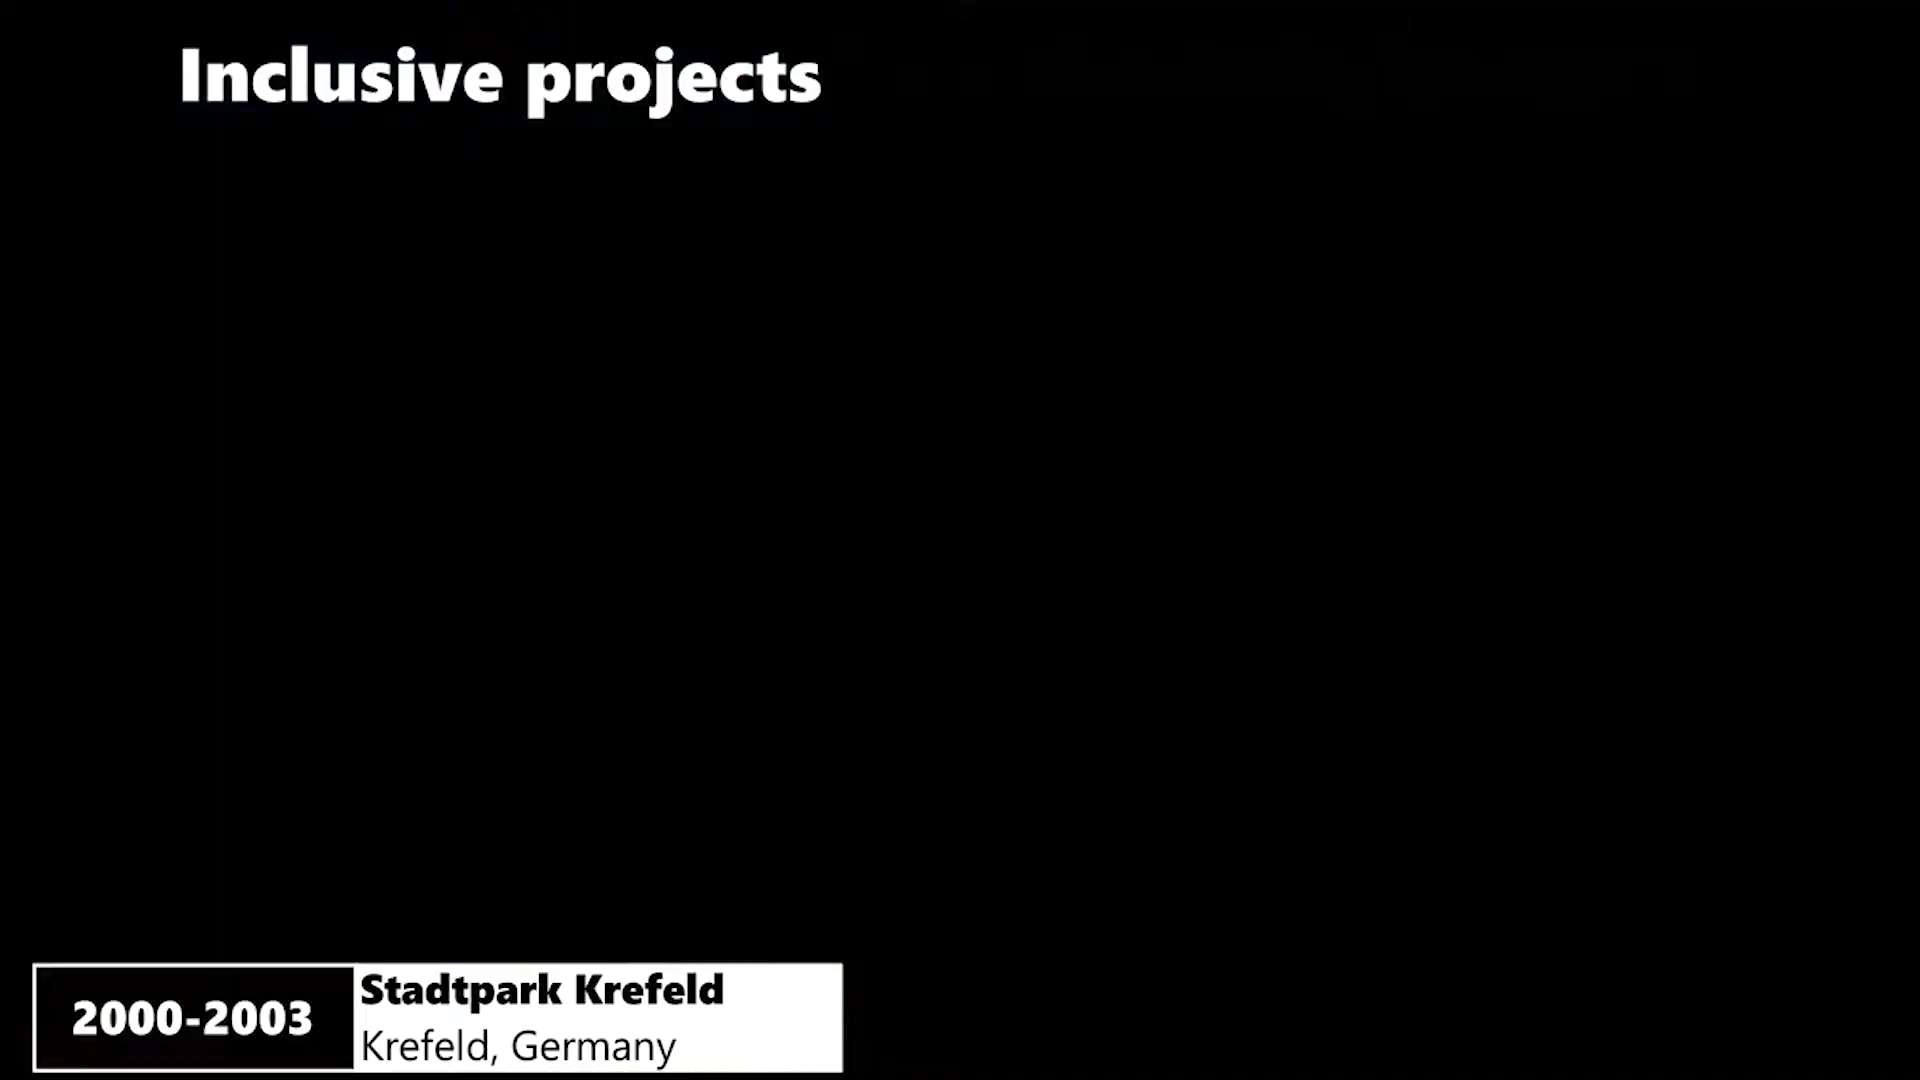 Inclusive projects
2000-2003
Stadtpark Krefeld
Krefeld, Germany